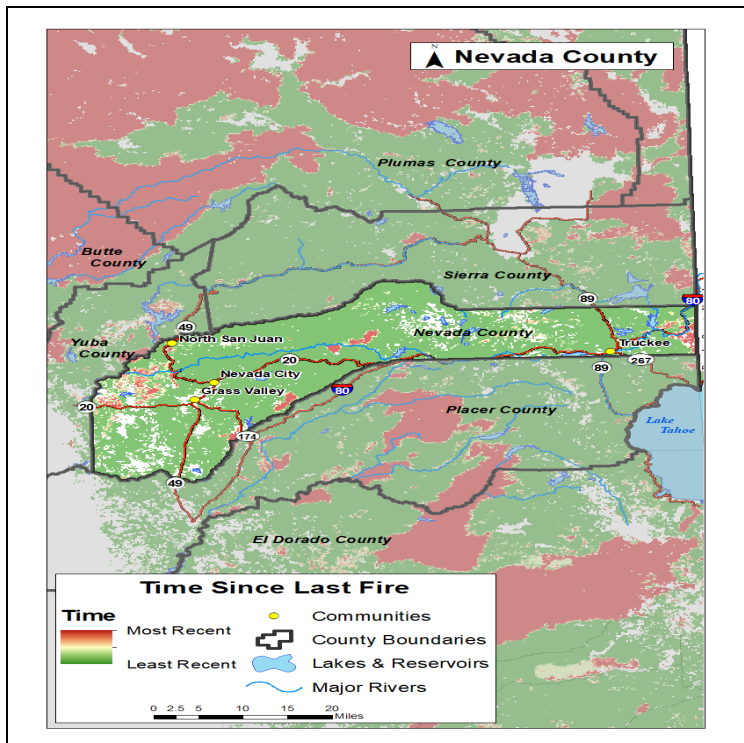 N
Nevada County
Plumas County
Butte
County
Sierra County
80
89
49
North San Juan
Nevada County
Truckee
Yuba
County
20
267
Nevada City
89
Grass Valley
80
20
Placer County
Lake
Tahoe
174
49
El Dorado County
Time Since Last Fire
Time
Most Recent
Least Recent
Communities
County Boundaries
Lakes & Reservoirs
Major Rivers
0 2.5 5 10 15 20
Miles